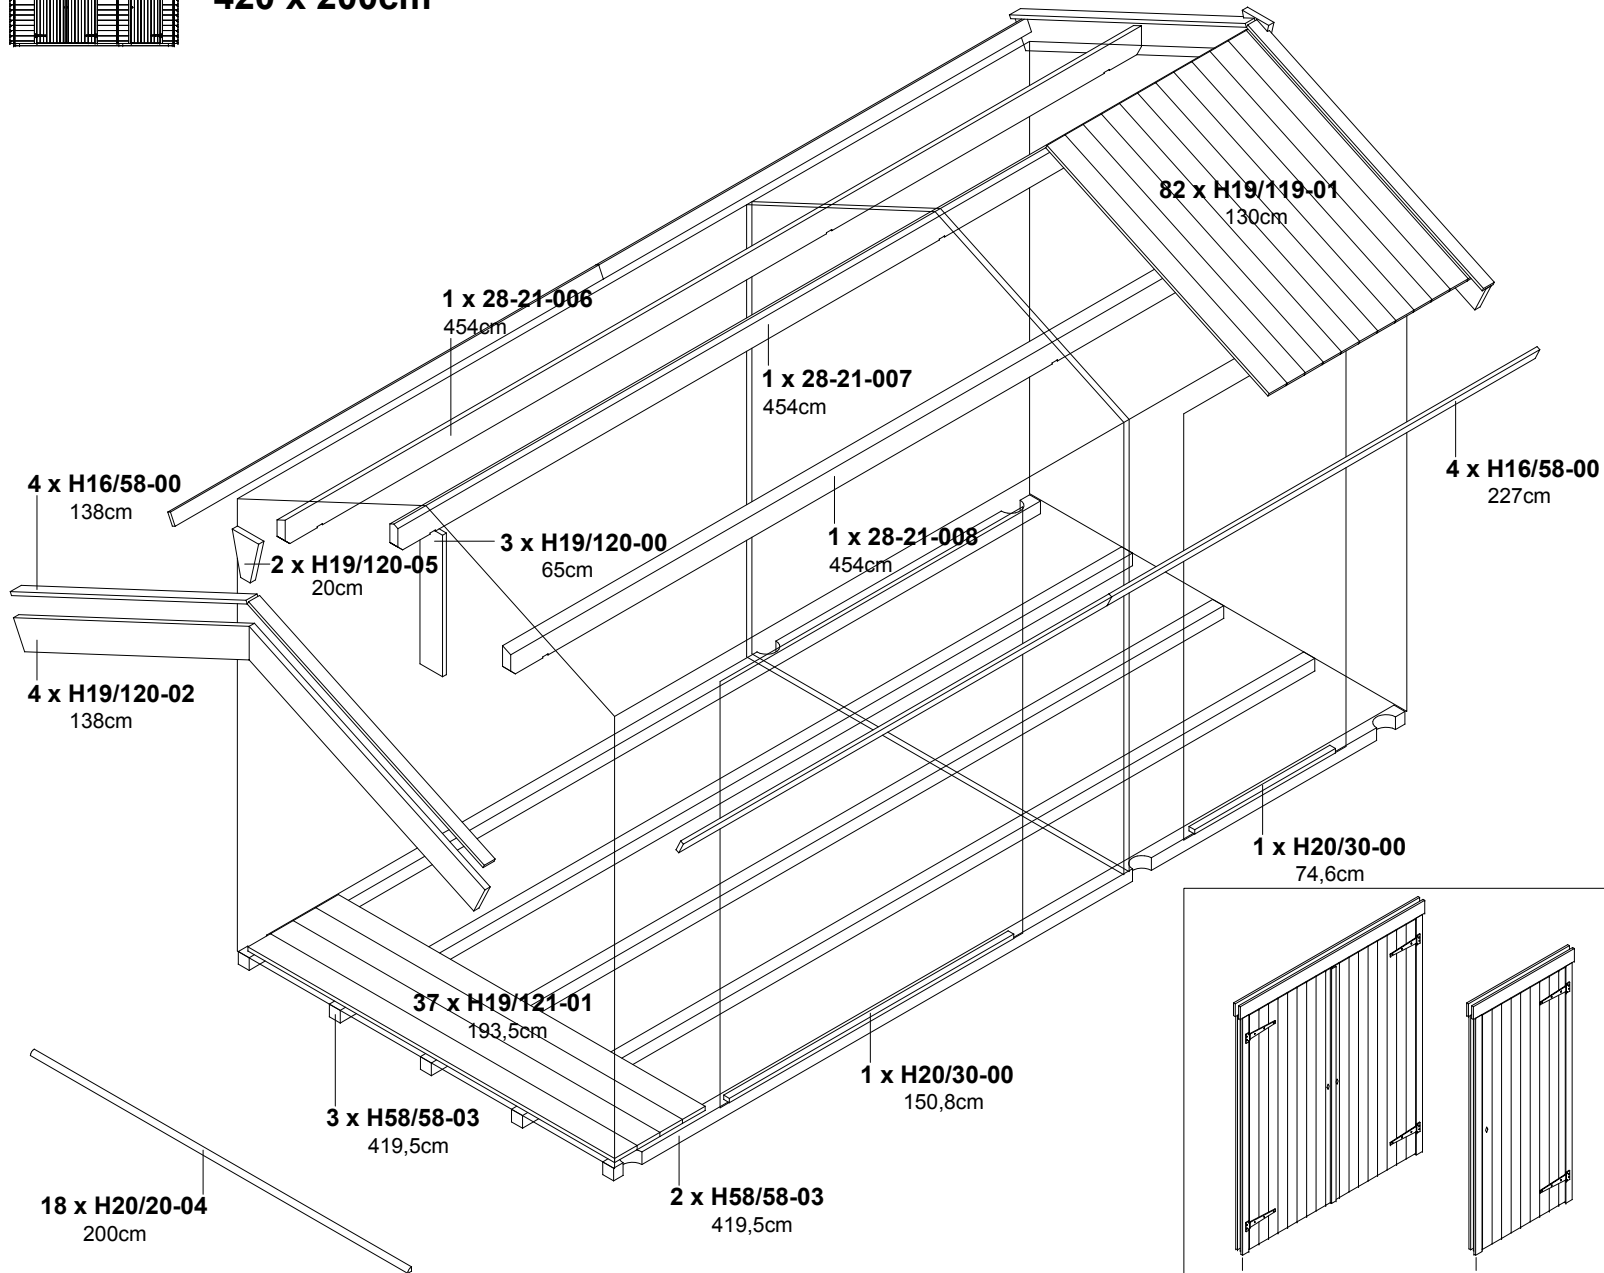 420 x 200cm
82 x H19/119-01
130cm
1 x 28-21-006
454cm
1 x 28-21-007
454cm
4 x H16/58-00
138cm
4 x H16/58-00
227cm
3 x H19/120-00
65cm
1 x 28-21-008
454cm
2 x H19/120-05
20cm
4 x H19/120-02
138cm
1 x H20/30-00
74,6cm
37 x H19/121-01
193,5cm
1 x H20/30-00
150,8cm
3 x H58/58-03
419,5cm
18 x H20/20-04
200cm
2 x H58/58-03
419,5cm